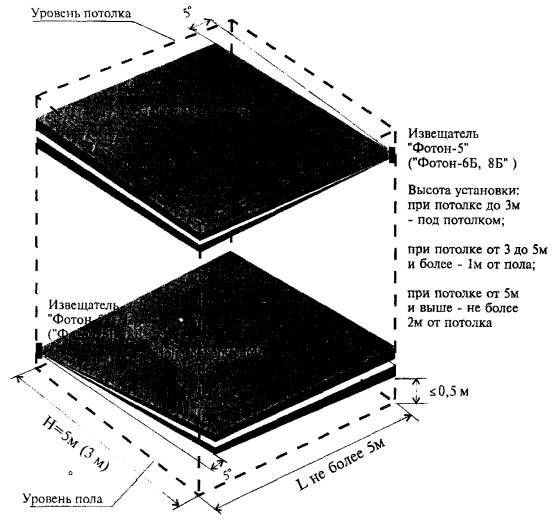 Уровень потолка
5°
Извещатель
"Фотон-5"
("Фотон-6Б, 8Б" )
Высота установки:
при потолке до 3м
- под потолком;
при потолке от 3 до 5м
и более - 1м от пола;
при потолке от 5м
и выше - не более
2м от потолка
Извещатель
"Фотон-
("Ф
≤0,5 м
H=5м (3 м)
5°
L не более 5м
Уровень пола